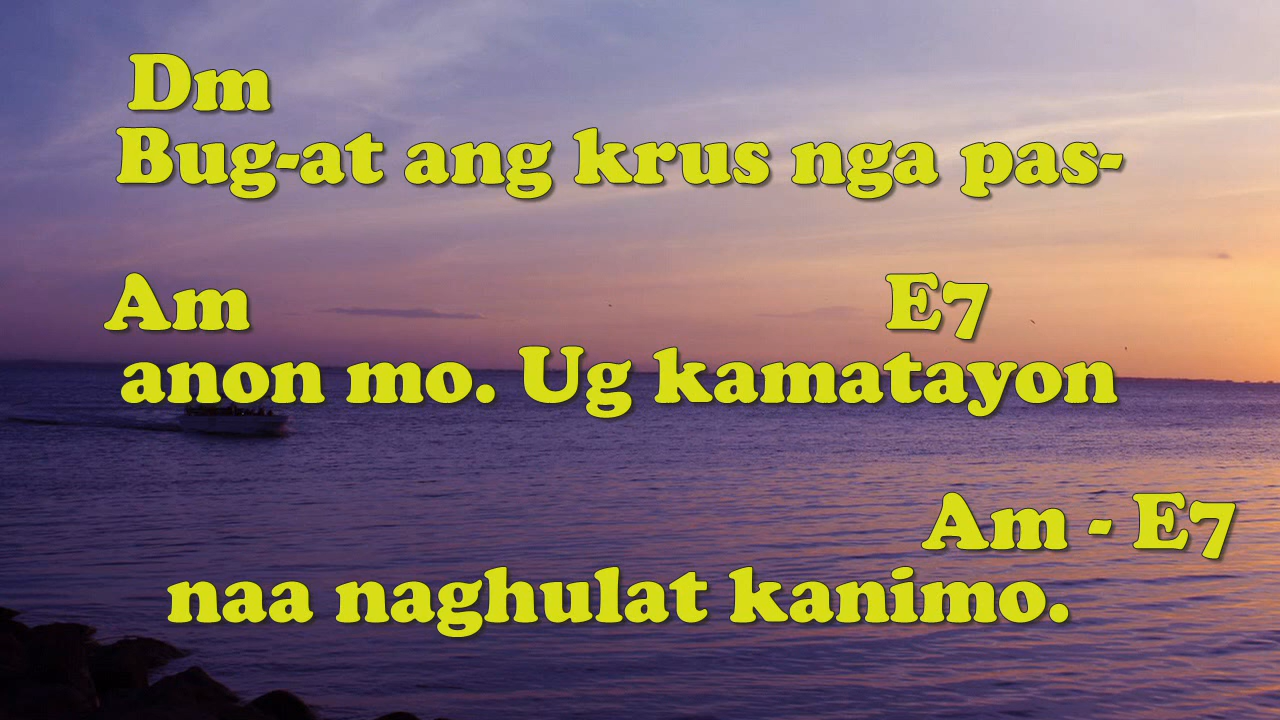 Dm
Bug-at ang krus nga pas-
Am E7
anon mo. Ug kamatayon
Am - E7
naa naghulat kanimo.